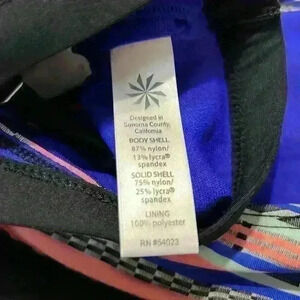 Designed in
Sonoma County,
California
BODY SHELL:
87% nylon/
13% lycra®
spandex
SOLID SHELL:
75% nylon/
25% lycra®
spandex
LINING
100% polyester
RN #54023